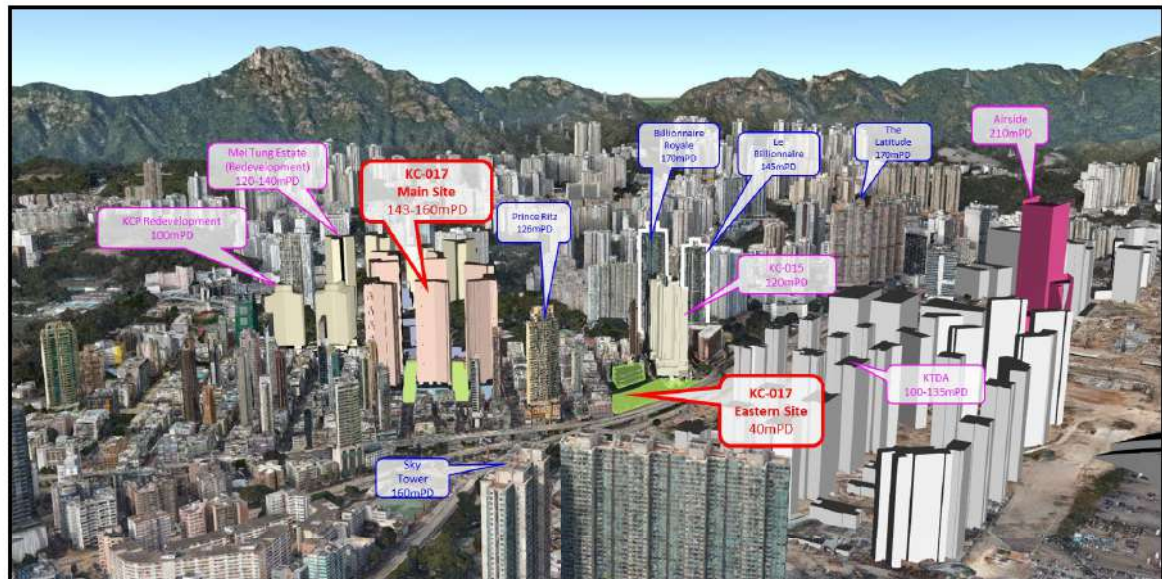 Airside
210mPD
Billionnaire
Royale
170mPD
Le
Billionnaire
145mPD
The
Latitude
170mPD
Mei Tung Estate
(Redevelopment)
120-140mPD
KC-017
Main Site
143-160mPD
KCP Redevelopment
100mPD
Prince Ritz
126mPD
KC-015
120mPD
KTDA
100-135mPD
KC-017
Eastern Site
40mPD
Sky
Tower
160mPD